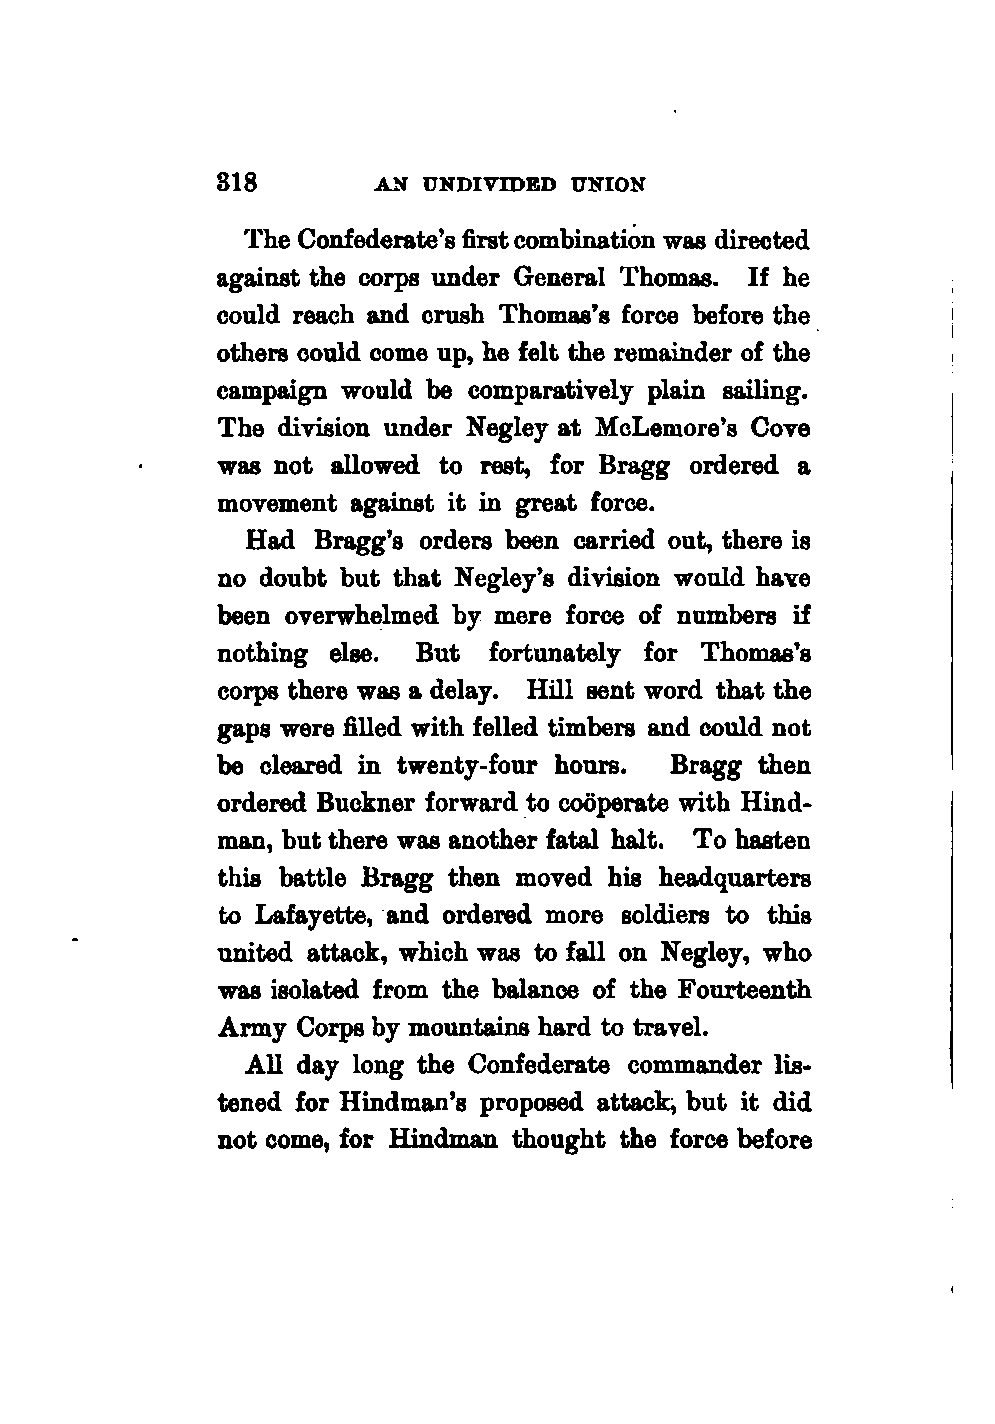 318 AN UNDIVIDED UNION
The Confederate's first combination was directed
against the corps under General Thomas. If he
could reach and crush Thomas's force before the
others could come up, he felt the remainder of the
campaign would be comparatively plain sailing.
The division under Negley at McLemore's Cove
was not allowed to rest, for Bragg ordered a
movement against it in great force.
Had Bragg's orders been carried out, there is
no doubt but that Negley's division would have
been overwhelmed by mere force of numbers if
nothing else. But fortunately for Thomas's
corps there was a delay. Hill sent word that the
gaps were filled with felled timbers and could not
be cleared in twenty-four hours. Bragg then
ordered Buckner forward to coöperate with Hind-
man, but there was another fatal halt. To hasten
this battle Bragg then moved his headquarters
to Lafayette, and ordered more soldiers to this
united attack, which was to fall on Negley, who
was isolated from the balance of the Fourteenth
Army Corps by mountains hard to travel.
All day long the Confederate commander lis-
tened for Hindman's proposed attack, but it did
not come, for Hindman thought the force before